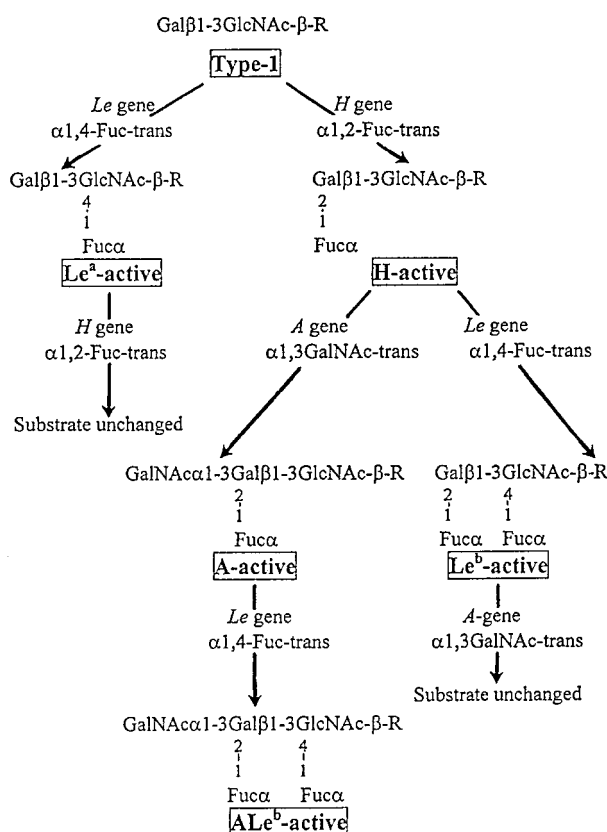 Galβ1-3GlcNAc-β-R
Type-1
Le gene
α1,4-Fuc-trans
H gene
α1,2-Fuc-trans
Galβ1-3GlcNAc-β-R
4
1
Fucα
Leᵃ-active
Galβ1-3GlcNAc-β-R
2
1
Fucα
H-active
H gene
α1,2-Fuc-trans
Substrate unchanged
A gene
α1,3GalNAc-trans
Le gene
α1,4-Fuc-trans
GalNAcα1-3Galβ1-3GlcNAc-β-R
2
1
Fucα
A-active
Galβ1-3GlcNAc-β-R
2 4
1 1
Fucα Fucα
Leᵇ-active
Le gene
α1,4-Fuc-trans
A-gene
α1,3GalNAc-trans
Substrate unchanged
GalNAcα1-3Galβ1-3GlcNAc-β-R
2 4
1 1
Fucα Fucα
ALeᵇ-active